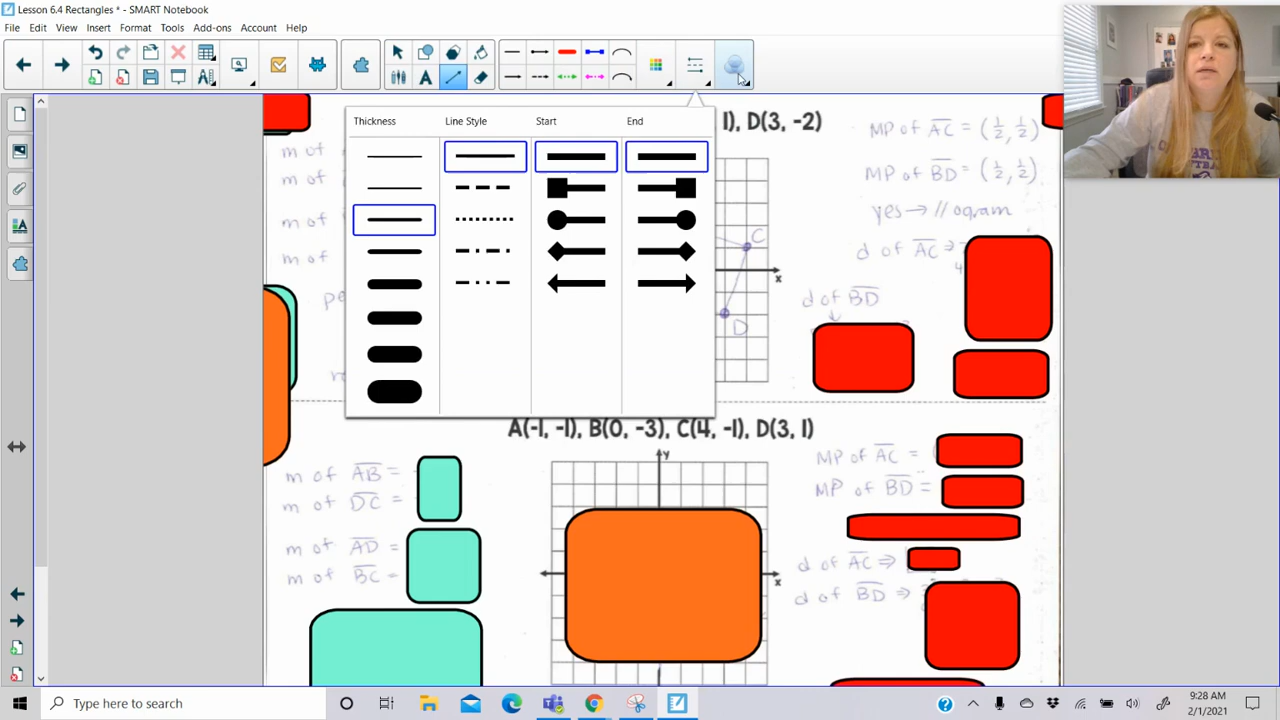 Lesson 6.4 Rectangles * - SMART Notebook
File Edit View Insert Format Tools Add-ons Account Help
Thickness Line Style Start End
1), D(3, -2)
m of
m of
m of
m of
C
x
D
MP of AC = (1/2, 1/2)
MP of BD = (1/2, 1/2)
yes → // ogram
d of AC ⇒
d of BD
A(-1, -1), B(0, -3), C(4, -1), D(3, 1)
y
x
m of AB =
m of DC =
m of AD =
m of BC =
MP of AC =
MP of BD =
d of AC ⇒
d of BD ⇒
Type here to search
9:28 AM
2/1/2021